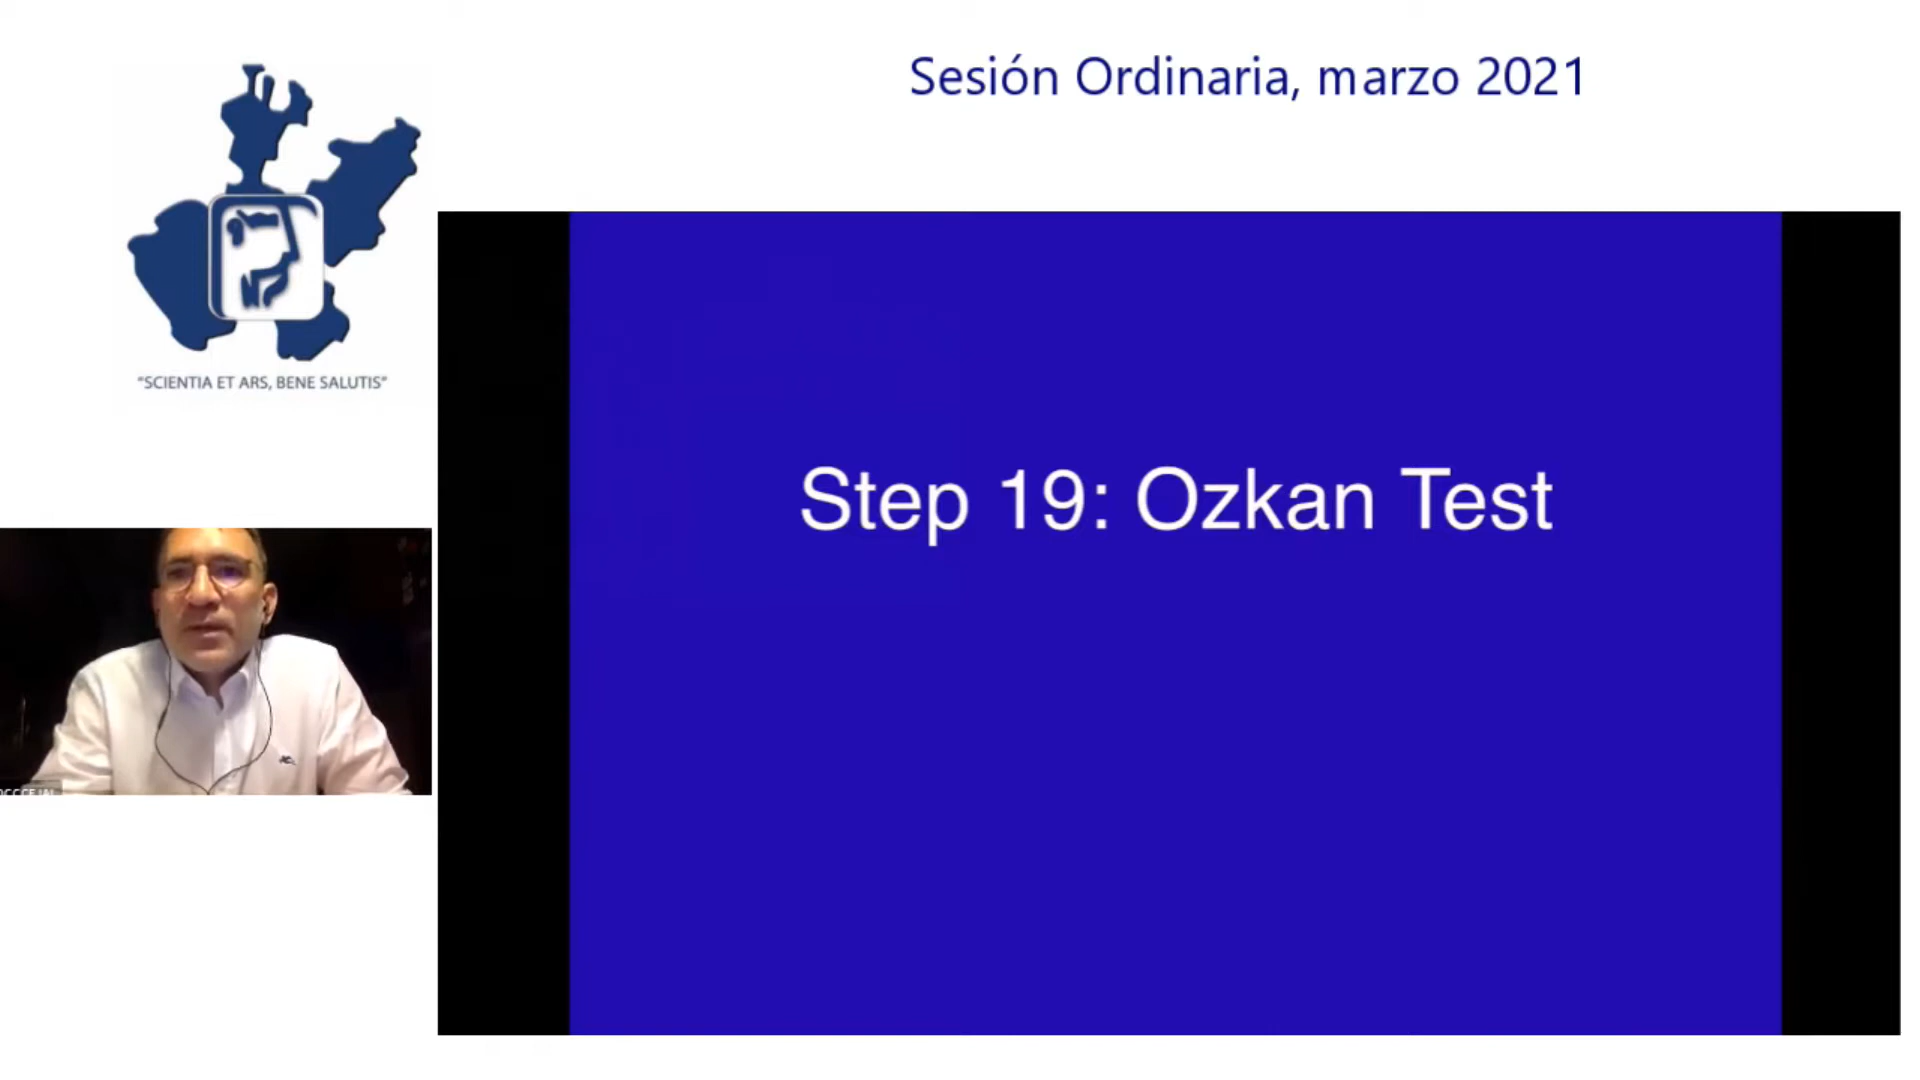 Sesión Ordinaria, marzo 2021
“SCIENTIA ET ARS, BENE SALUTIS”
Step 19: Ozkan Test